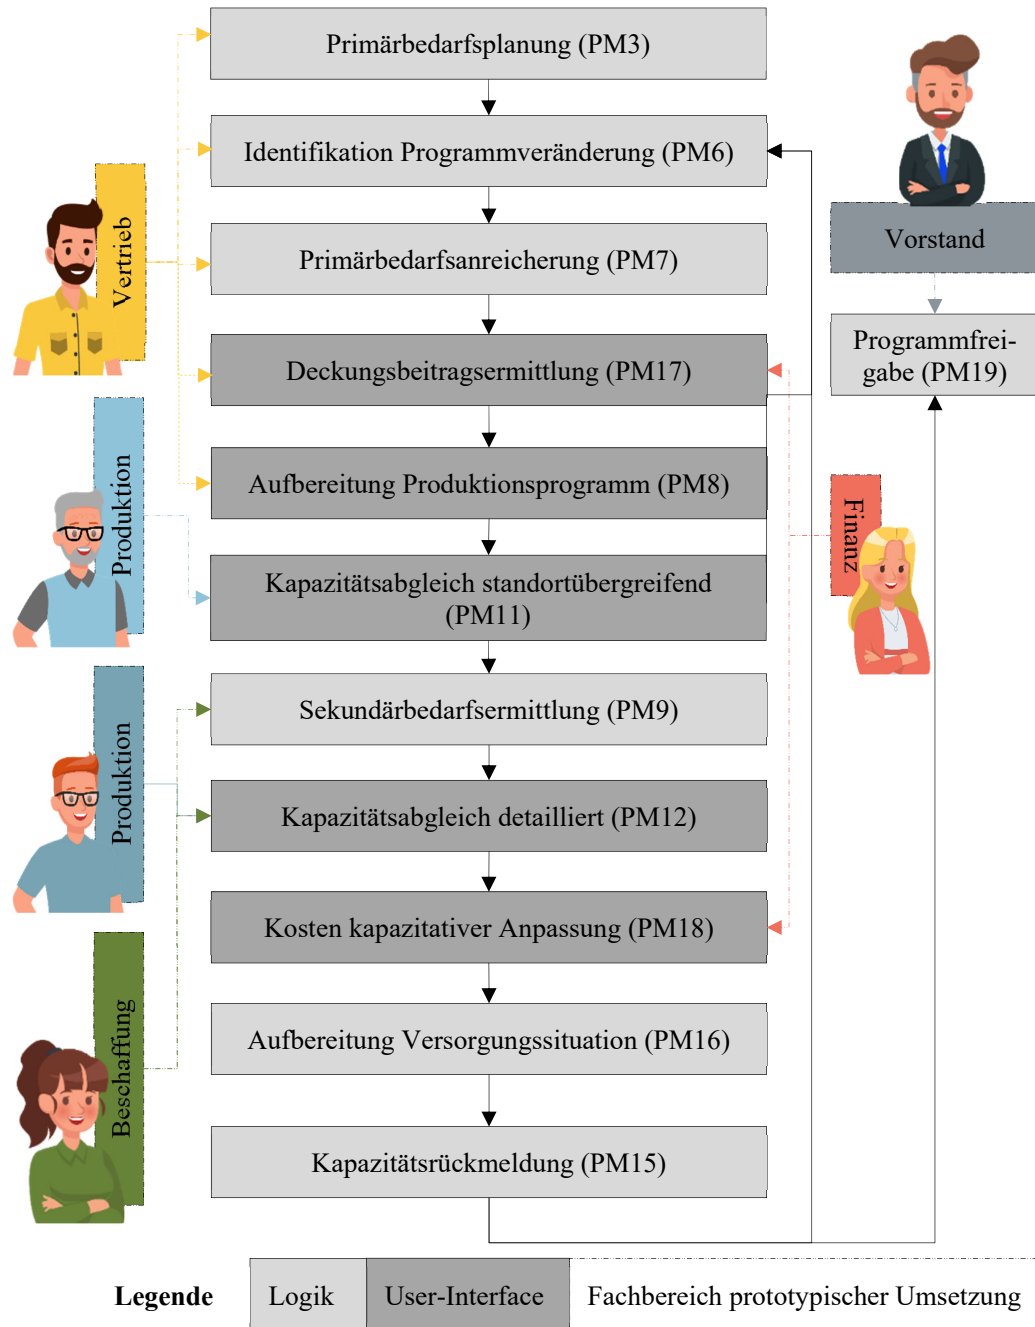 Primärbedarfsplanung (PM3)
Identifikation Programmveränderung (PM6)
Primärbedarfsanreicherung (PM7)
Deckungsbeitragsermittlung (PM17)
Aufbereitung Produktionsprogramm (PM8)
Kapazitätsabgleich standortübergreifend
(PM11)
Sekundärbedarfsermittlung (PM9)
Kapazitätsabgleich detailliert (PM12)
Kosten kapazitativer Anpassung (PM18)
Aufbereitung Versorgungssituation (PM16)
Kapazitätsrückmeldung (PM15)
Vertrieb
Produktion
Produktion
Beschaffung
Vorstand
Programmfrei-
gabe (PM19)
Finanz
Legende
Logik
User-Interface
Fachbereich prototypischer Umsetzung